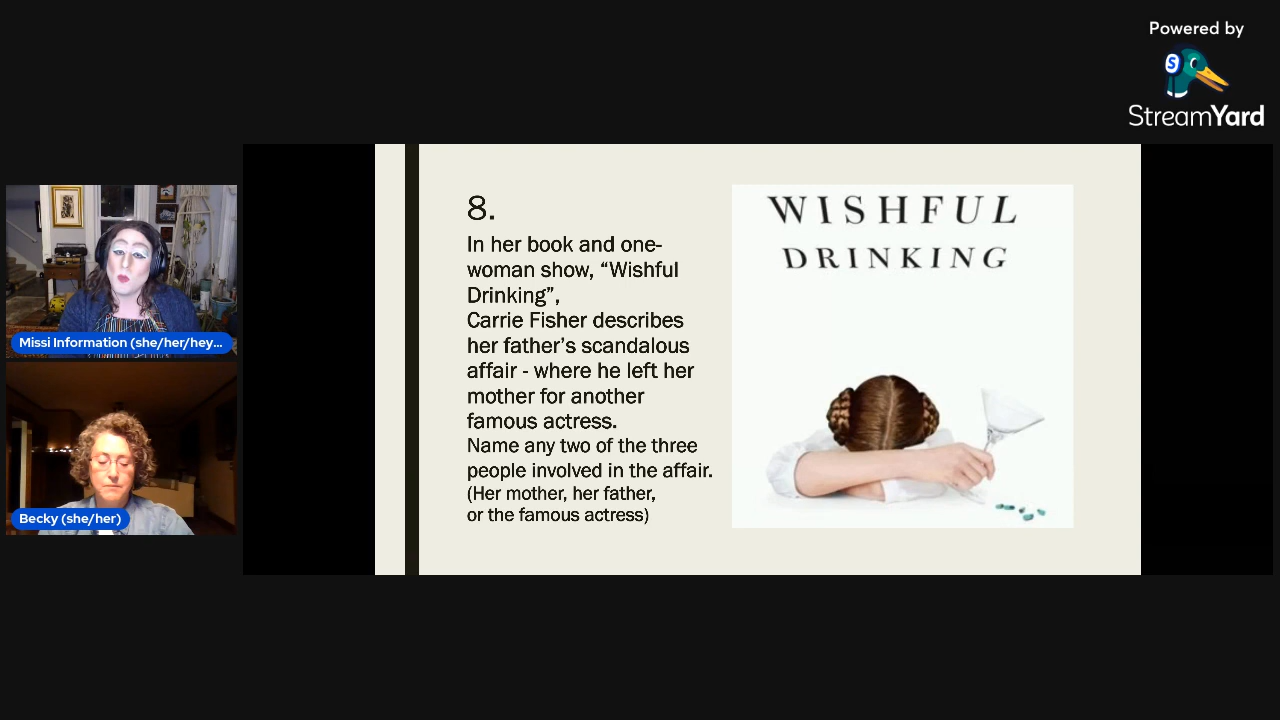 Powered by
S
StreamYard
8.
In her book and one-
woman show, “Wishful
Drinking”,
Carrie Fisher describes
her father’s scandalous
affair - where he left her
mother for another
famous actress.
Name any two of the three
people involved in the affair.
(Her mother, her father,
or the famous actress)
WISHFUL
DRINKING
Missi Information (she/her/hey...
Becky (she/her)